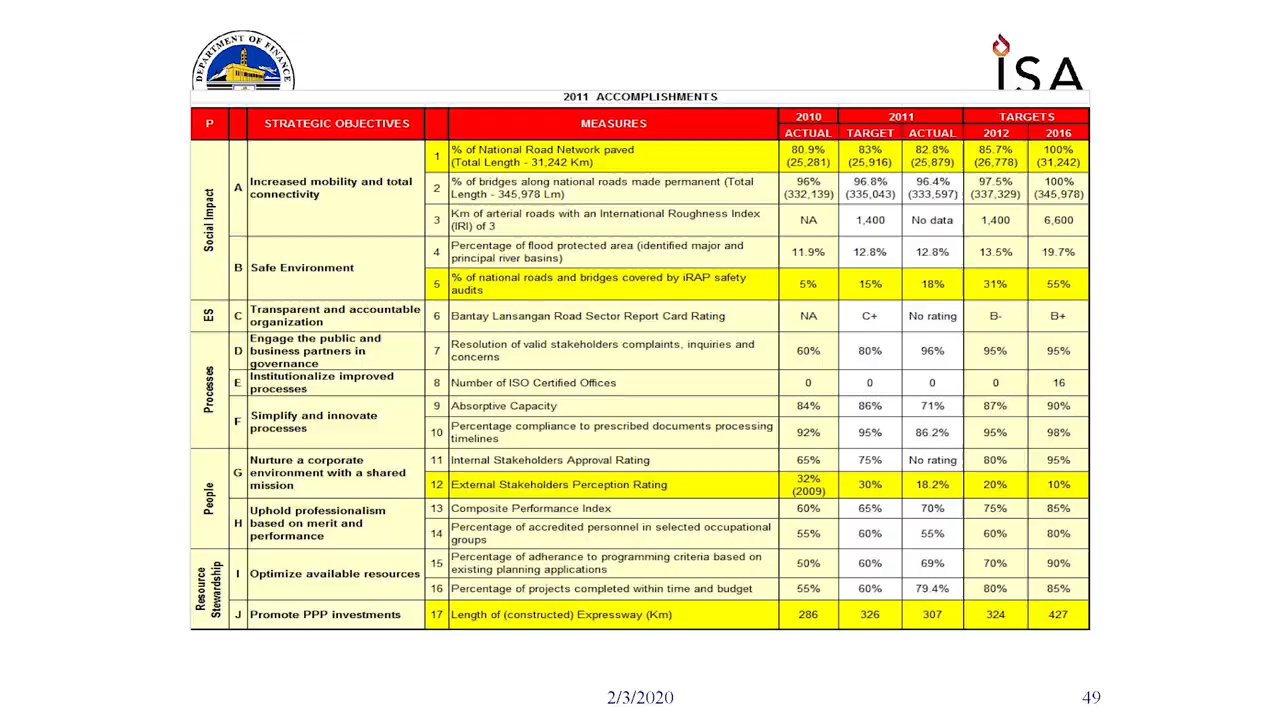 DEPARTMENT OF FINANCE
ISA
2011 ACCOMPLISHMENTS
P STRATEGIC OBJECTIVES MEASURES 2010 ACTUAL 2011 TARGET ACTUAL TARGETS 2012 2016
Social Impact
A Increased mobility and total connectivity
1 % of National Road Network paved (Total Length - 31,242 Km) 80.9% (25,281) 83% (25,916) 82.8% (25,879) 85.7% (26,778) 100% (31,242)
2 % of bridges along national roads made permanent (Total Length - 345,978 Lm) 96% (332,139) 96.8% (335,043) 96.4% (333,597) 97.5% (337,329) 100% (345,978)
3 Km of arterial roads with an International Roughness Index (IRI) of 3 NA 1,400 No data 1,400 6,600
B Safe Environment
4 Percentage of flood protected area (identified major and principal river basins) 11.9% 12.8% 12.8% 13.5% 19.7%
5 % of national roads and bridges covered by iRAP safety audits 5% 15% 18% 31% 55%
ES
C Transparent and accountable organization
6 Bantay Lansangan Road Sector Report Card Rating NA C+ No rating B- B+
Processes
D Engage the public and business partners in governance
7 Resolution of valid stakeholders complaints, inquiries and concerns 60% 80% 96% 95% 95%
E Institutionalize improved processes
8 Number of ISO Certified Offices 0 0 0 0 16
F Simplify and innovate processes
9 Absorptive Capacity 84% 86% 71% 87% 90%
10 Percentage compliance to prescribed documents processing timelines 92% 95% 86.2% 95% 98%
People
G Nurture a corporate environment with a shared mission
11 Internal Stakeholders Approval Rating 65% 75% No rating 80% 95%
12 External Stakeholders Perception Rating 32% (2009) 30% 18.2% 20% 10%
H Uphold professionalism based on merit and performance
13 Composite Performance Index 60% 65% 70% 75% 85%
14 Percentage of accredited personnel in selected occupational groups 55% 60% 55% 60% 80%
Resource Stewardship
I Optimize available resources
15 Percentage of adherence to programming criteria based on existing planning applications 50% 60% 69% 70% 90%
16 Percentage of projects completed within time and budget 55% 60% 79.4% 80% 85%
J Promote PPP investments
17 Length of (constructed) Expressway (Km) 286 326 307 324 427
2/3/2020
49